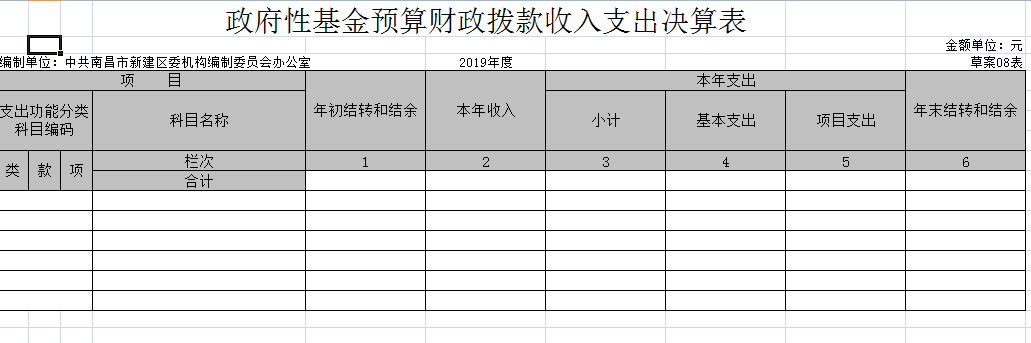 政府性基金预算财政拨款收入支出决算表
金额单位：元
编制单位：中共南昌市新建区委机构编制委员会办公室 2019年度 草案08表
项 目 年初结转和结余 本年收入 本年支出 年末结转和结余
支出功能分类
科目编码
科目名称 小计 基本支出 项目支出
类 款 项 栏次 1 2 3 4 5 6
合计